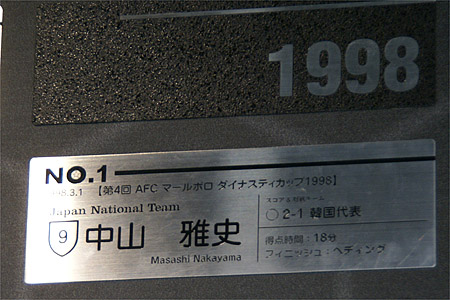 1998
NO.1
1998.3.1 【第4回 AFC マールボロ ダイナスティカップ1998】
Japan National Team
9 中山 雅史
Masashi Nakayama
スコア&対戦チーム
○2-1 韓国代表
得点時間：18分
フィニッシュ：ヘディング